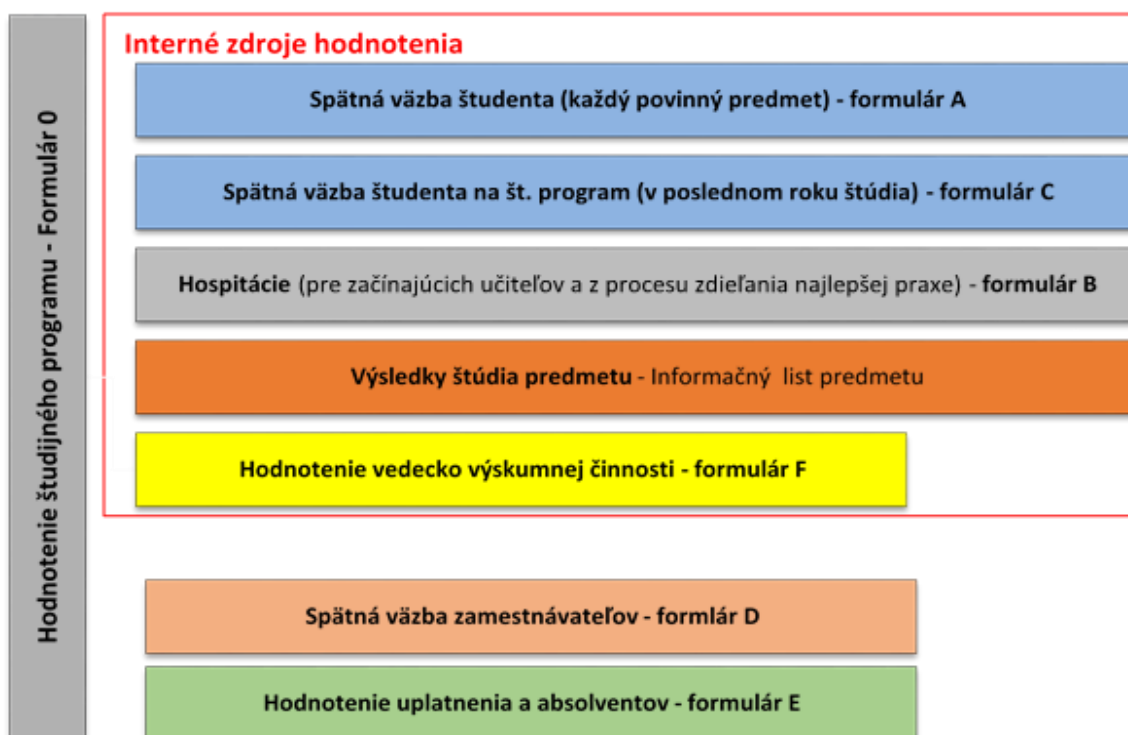 Hodnotenie študijného programu - Formulár 0
Interné zdroje hodnotenia
Spätná väzba študenta (každý povinný predmet) - formulár A
Spätná väzba študenta na št. program (v poslednom roku štúdia) - formulár C
Hospitácie (pre začínajúcich učiteľov a z procesu zdieľania najlepšej praxe) - formulár B
Výsledky štúdia predmetu - Informačný list predmetu
Hodnotenie vedecko výskumnej činnosti - formulár F
Spätná väzba zamestnávateľov - formlár D
Hodnotenie uplatnenia a absolventov - formulár E